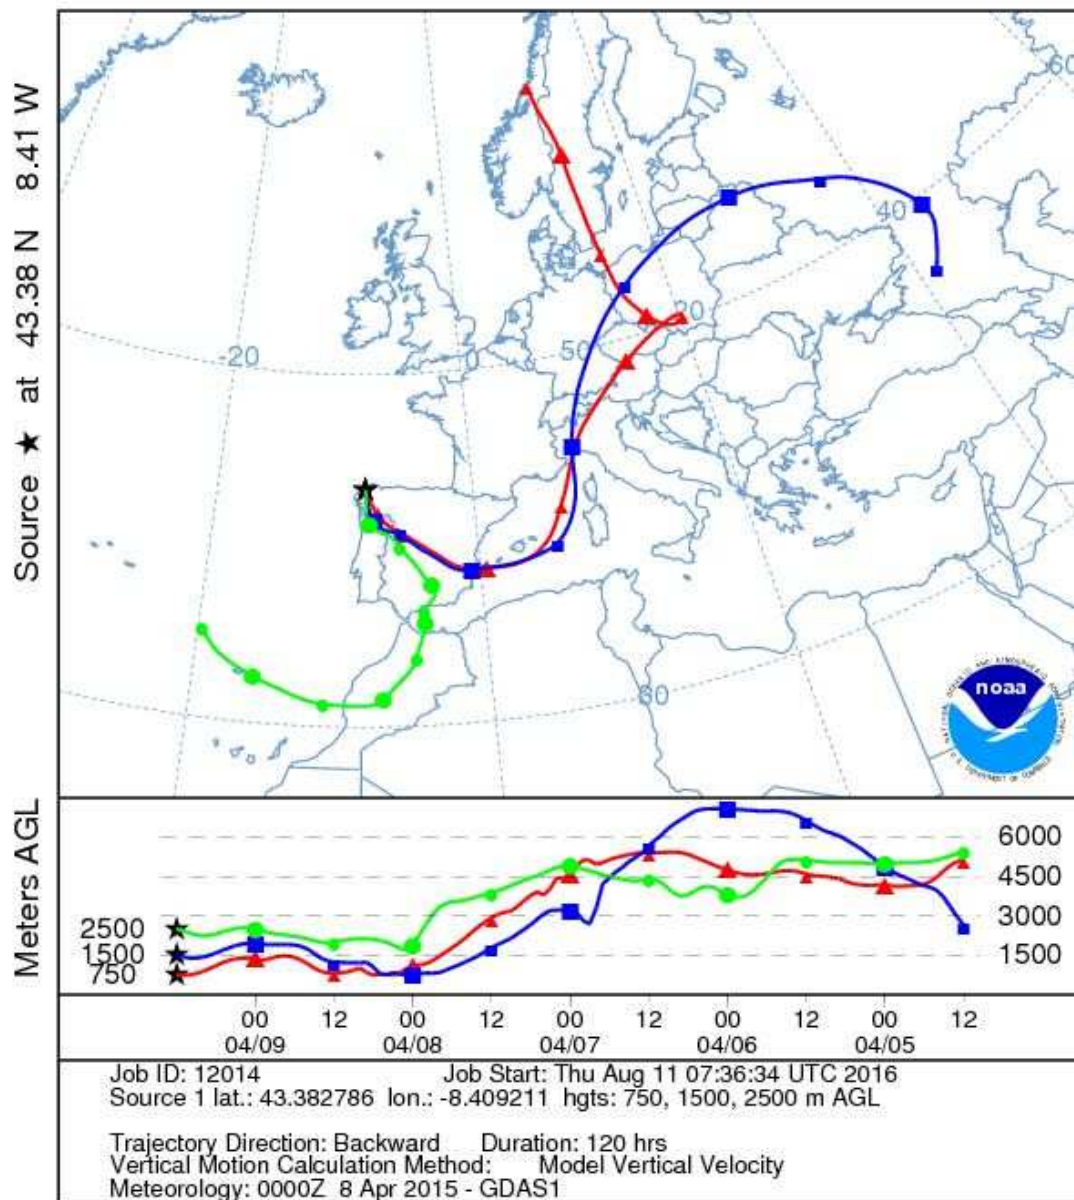 Source ★ at 43.38 N 8.41 W
60
40
-20
0
50
20
30
noaa
Meters AGL
6000
4500
3000
1500
2500
1500
750
00 12 00 12 00 12 00 12 00 12
04/09 04/08 04/07 04/06 04/05
Job ID: 12014 Job Start: Thu Aug 11 07:36:34 UTC 2016
Source 1 lat.: 43.382786 lon.: -8.409211 hgts: 750, 1500, 2500 m AGL
Trajectory Direction: Backward Duration: 120 hrs
Vertical Motion Calculation Method: Model Vertical Velocity
Meteorology: 0000Z 8 Apr 2015 - GDAS1